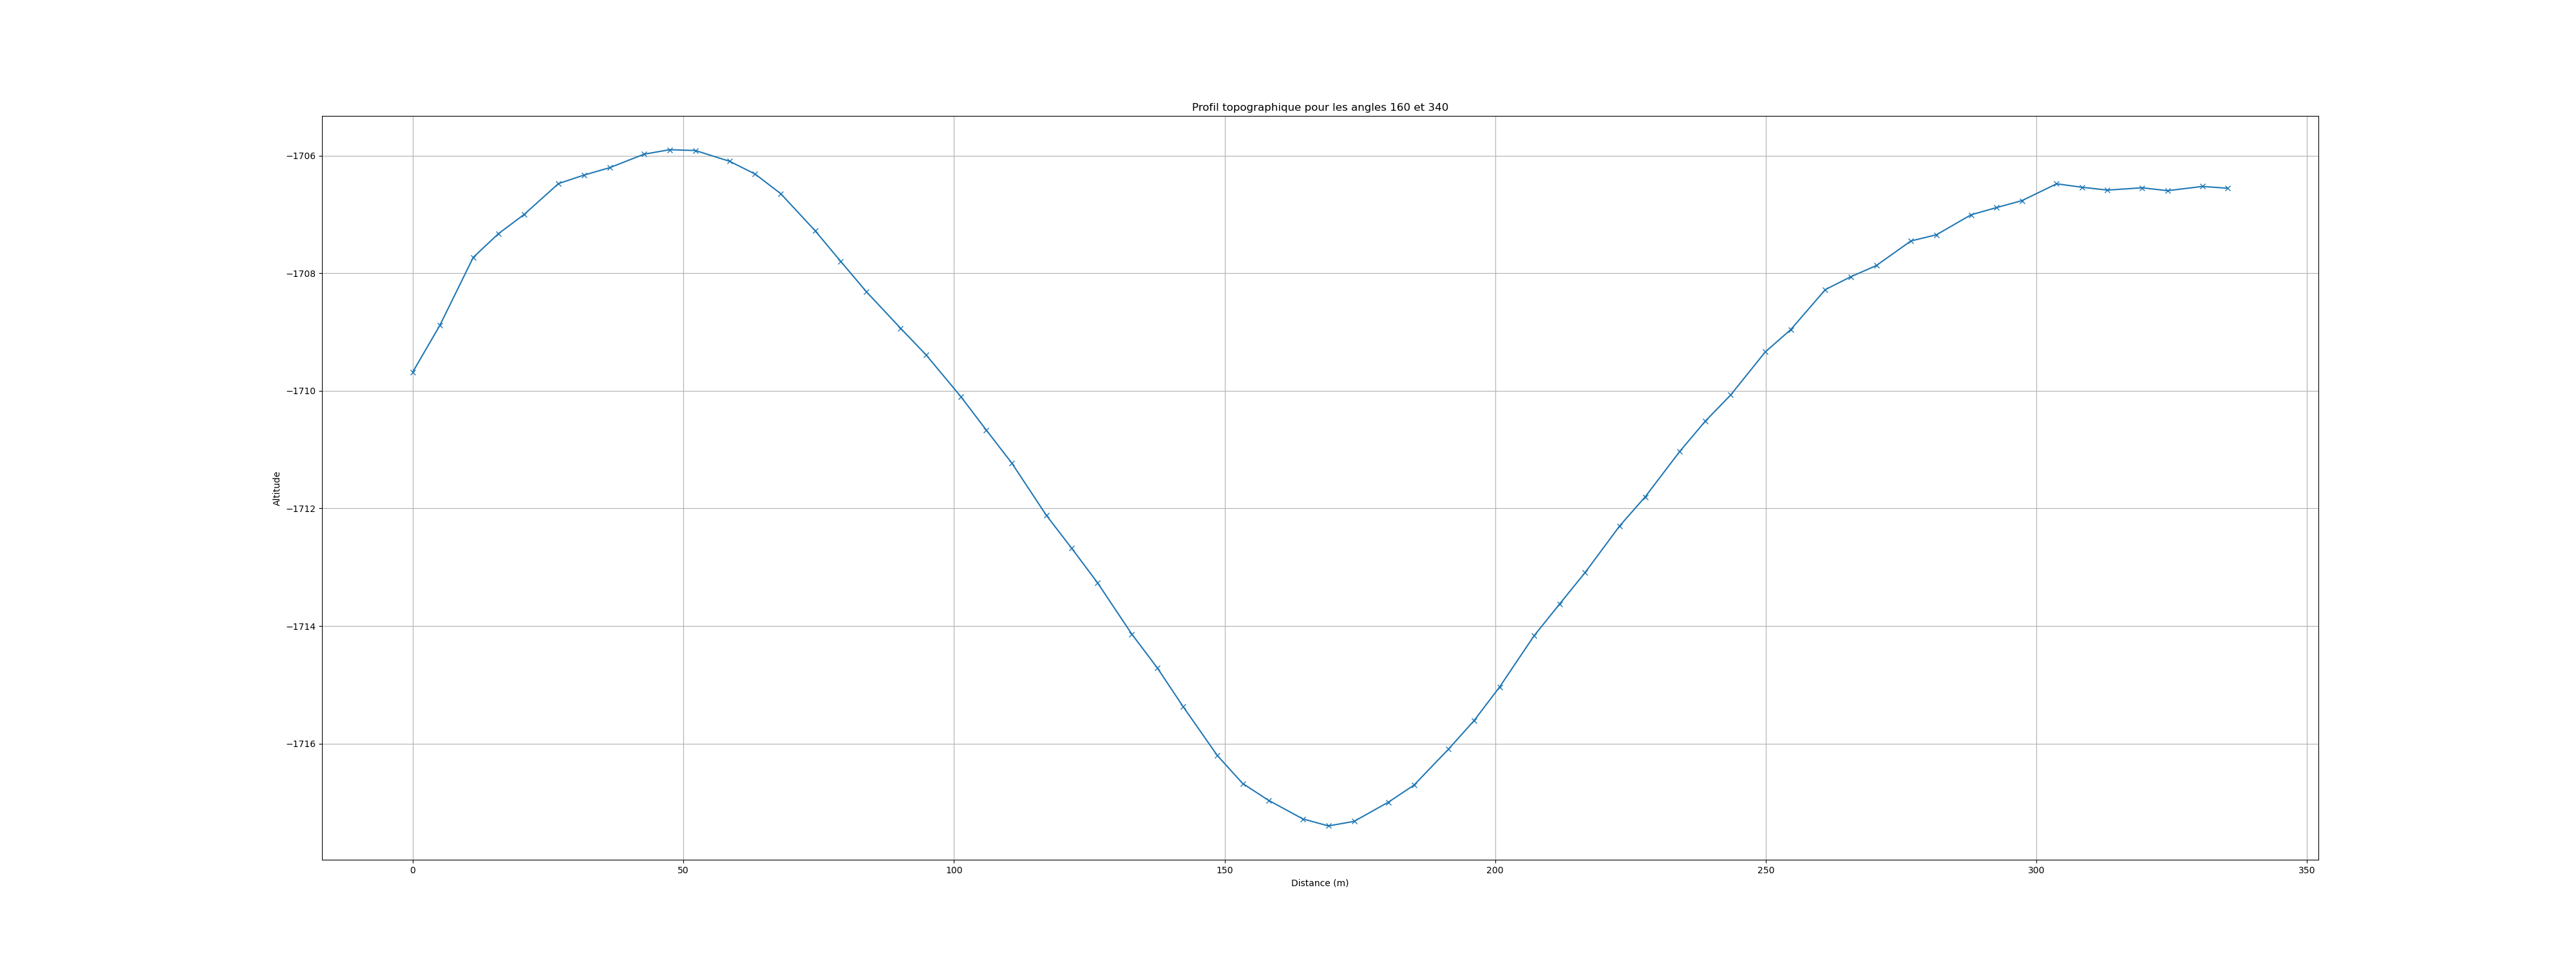 Profil topographique pour les angles 160 et 340
−1706
−1708
−1710
−1712
−1714
−1716
Altitude
0 50 100 150 200 250 300 350
Distance (m)